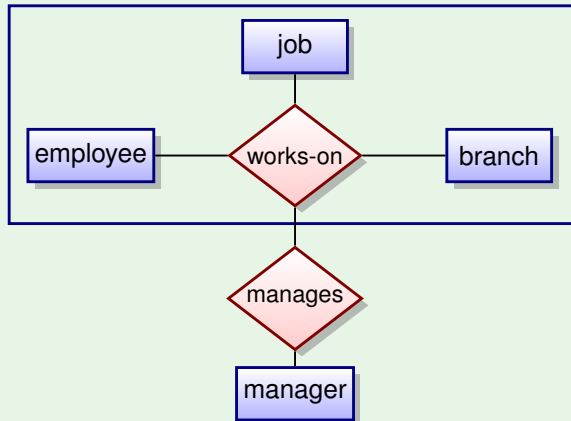 job
employee
works-on
branch
manages
manager